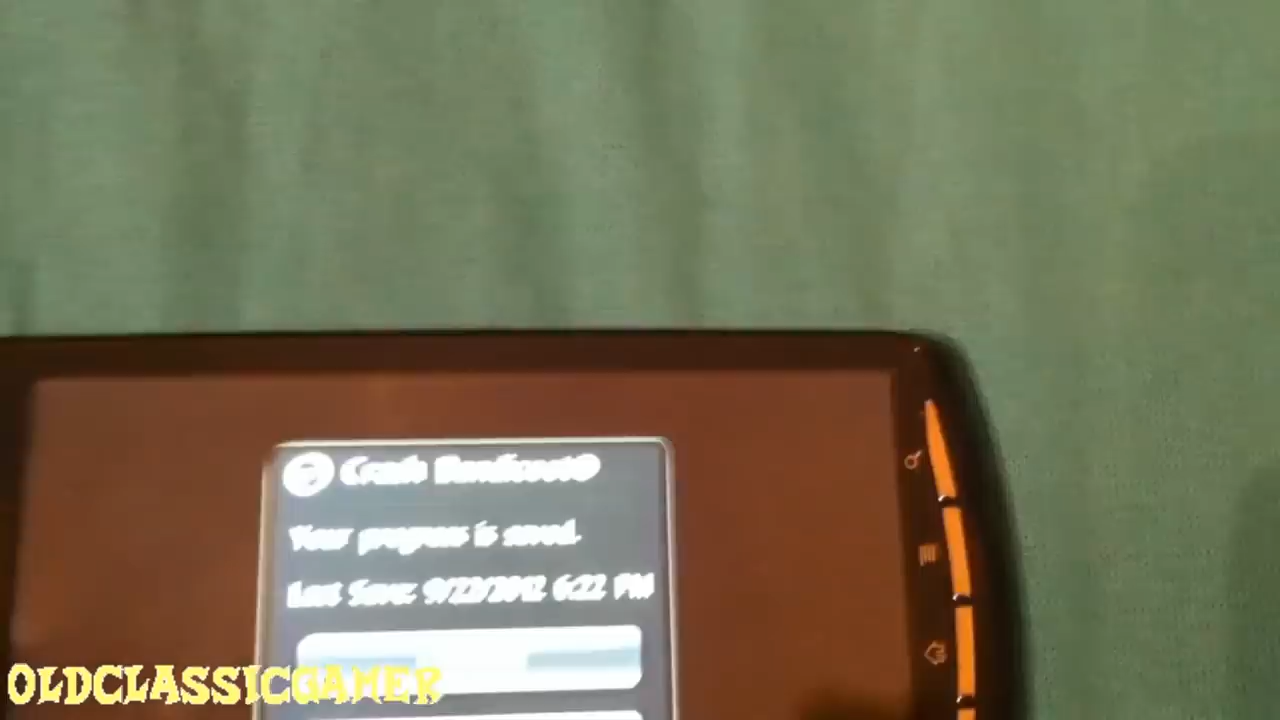 Crash Bandicoot®
Your progress is saved.
Last Save: 9/22/2012 6:22 PM
OLDCLASSICGAMER